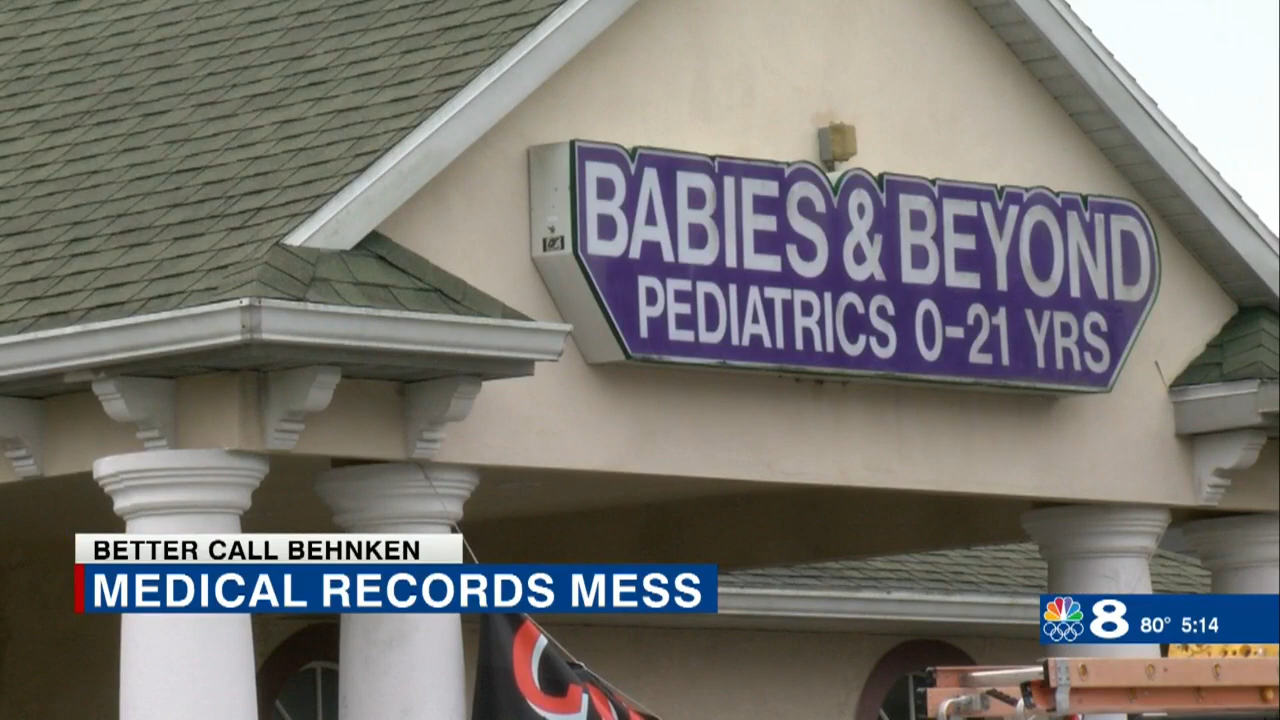 BABIES & BEYOND
PEDIATRICS 0-21 YRS
BETTER CALL BEHNKEN
MEDICAL RECORDS MESS
8 80° 5:14